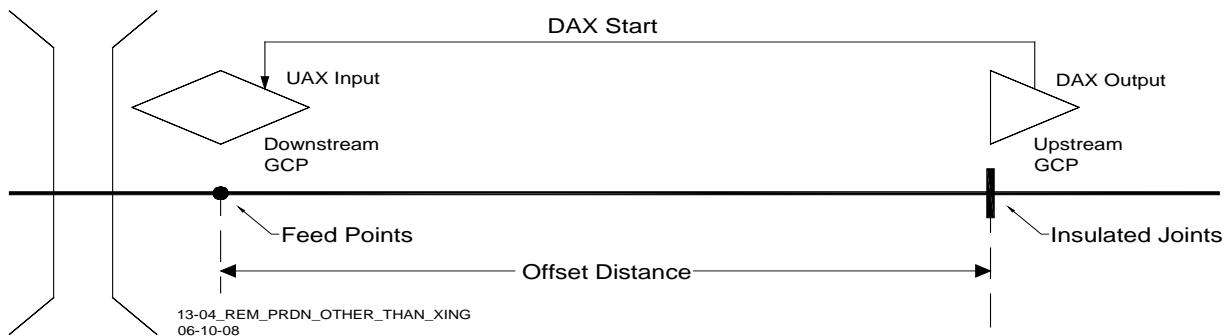 DAX Start
UAX Input
DAX Output
Downstream
GCP
Upstream
GCP
Feed Points
Insulated Joints
Offset Distance
13-04_REM_PRDN_OTHER_THAN_XING
06-10-08